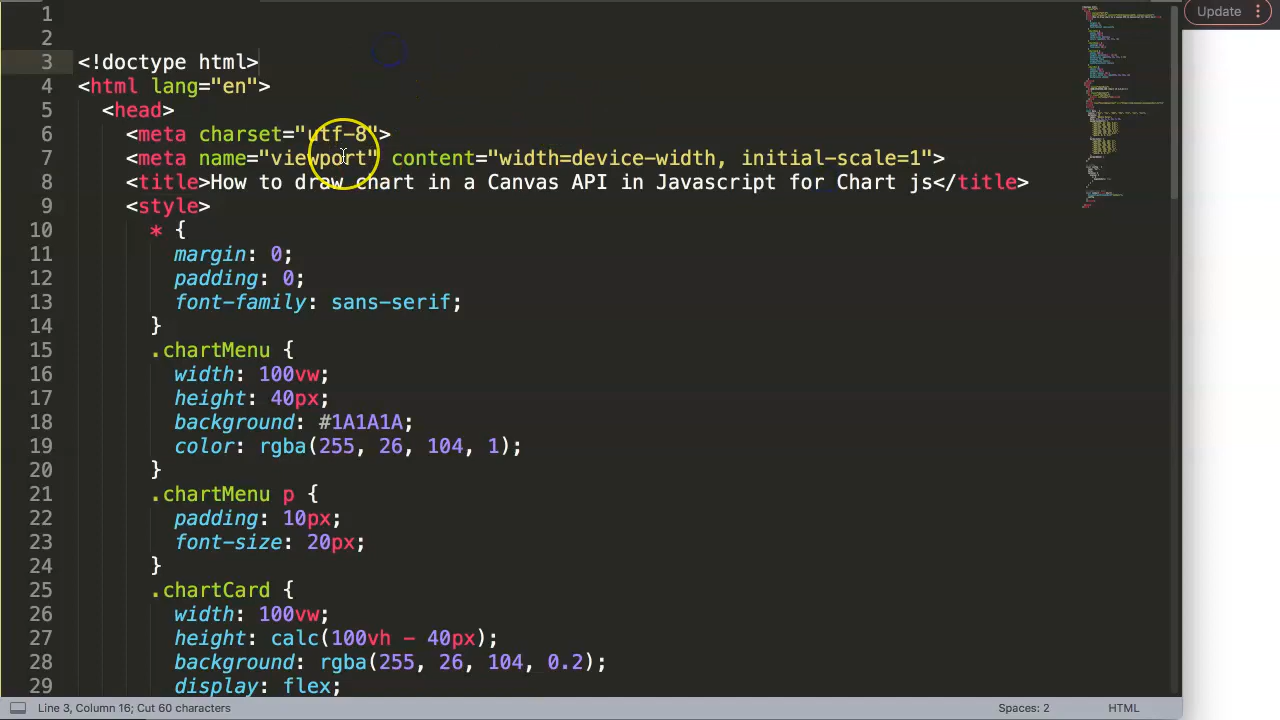 Update
1
2
3 <!doctype html>
4 <html lang="en">
5 <head>
6 <meta charset="utf-8">
7 <meta name="viewport" content="width=device-width, initial-scale=1">
8 <title>How to draw chart in a Canvas API in Javascript for Chart js</title>
9 <style>
10 * {
11 margin: 0;
12 padding: 0;
13 font-family: sans-serif;
14 }
15 .chartMenu {
16 width: 100vw;
17 height: 40px;
18 background: #1A1A1A;
19 color: rgba(255, 26, 104, 1);
20 }
21 .chartMenu p {
22 padding: 10px;
23 font-size: 20px;
24 }
25 .chartCard {
26 width: 100vw;
27 height: calc(100vh - 40px);
28 background: rgba(255, 26, 104, 0.2);
29 display: flex;
Line 3, Column 16; Cut 60 characters
Spaces: 2
HTML